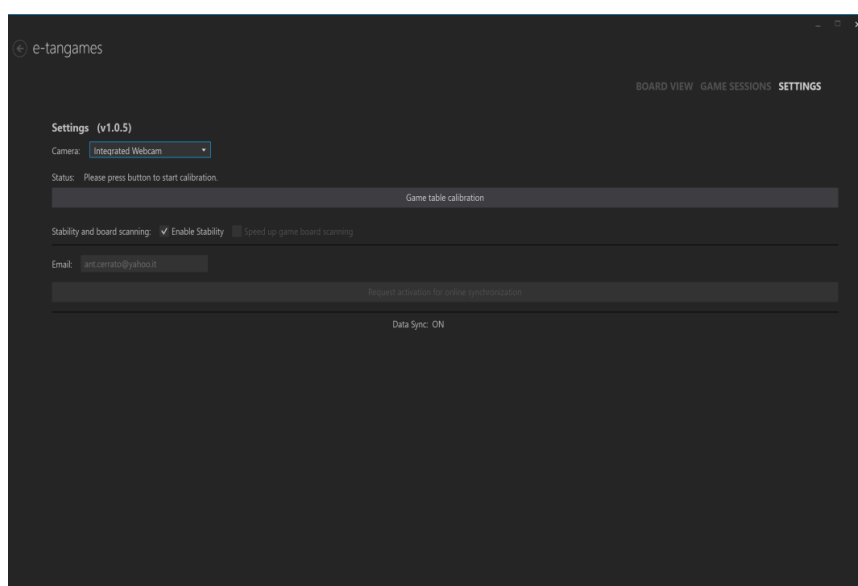 e-tangames
BOARD VIEW GAME SESSIONS SETTINGS
Settings (v1.0.5)
Camera: Integrated Webcam
Status: Please press button to start calibration.
Game table calibration
Stability and board scanning: Enable Stability Speed up game board scanning
Email: ant.cerrato@yahoo.it
Request activation for online synchronization
Data Sync: ON